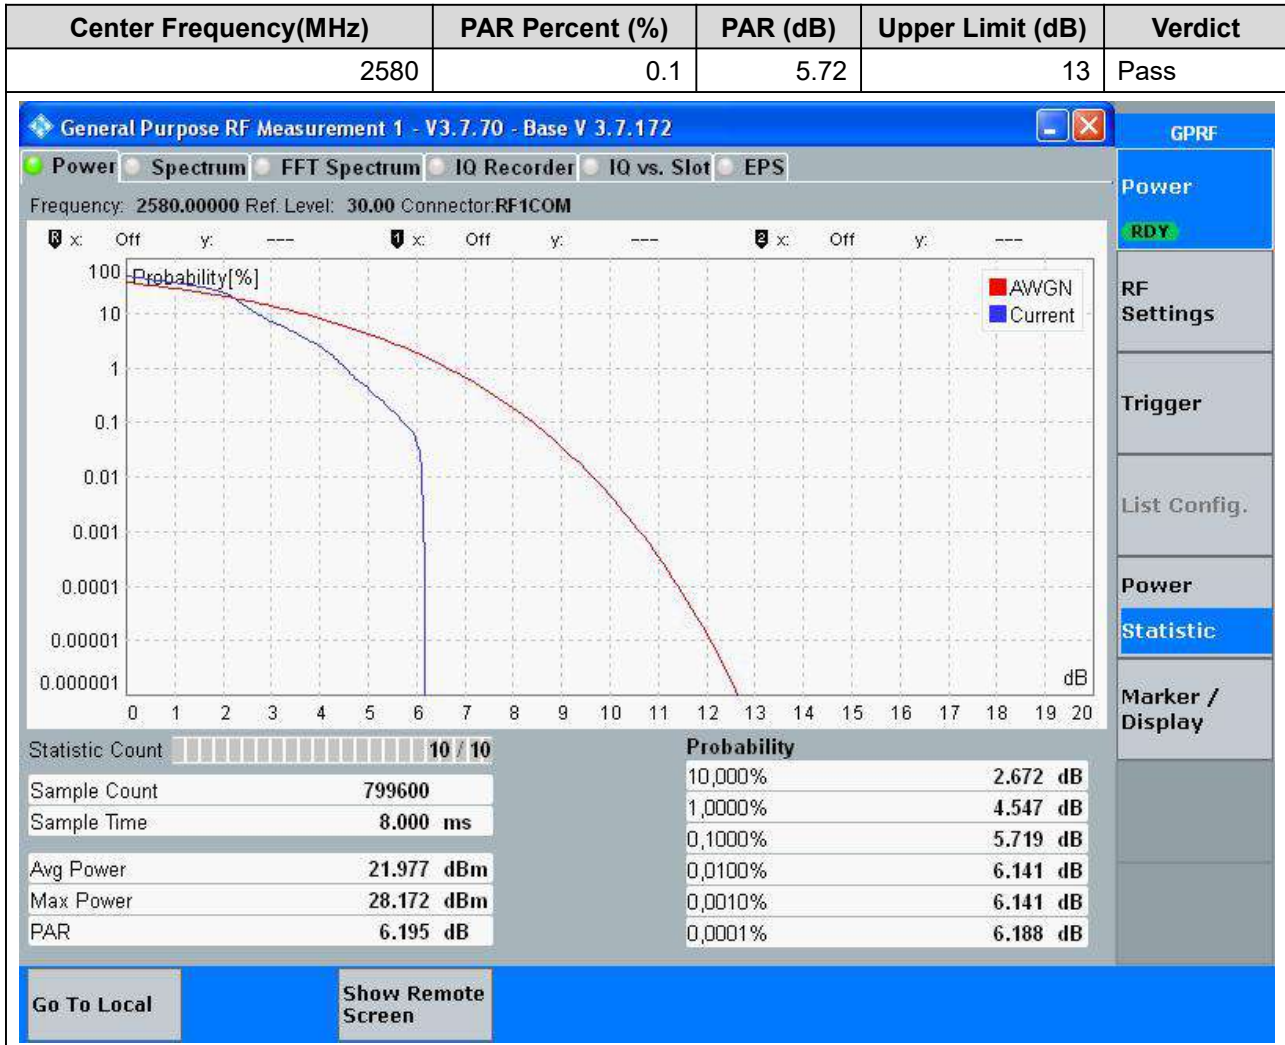 Center Frequency(MHz) PAR Percent (%) PAR (dB) Upper Limit (dB) Verdict
2580 0.1 5.72 13 Pass
General Purpose RF Measurement 1 - V3.7.70 - Base V 3.7.172
GPRF
Power Spectrum FFT Spectrum IQ Recorder IQ vs. Slot EPS
Power
RDY
Frequency: 2580.00000 Ref. Level: 30.00 Connector:RF1COM
R x: Off y: --- 1 x: Off y: --- 2 x: Off y: ---
Probability[%]
AWGN
Current
100
10
1
0.1
0.01
0.001
0.0001
0.00001
0.000001
dB
0 1 2 3 4 5 6 7 8 9 10 11 12 13 14 15 16 17 18 19 20
RF
Settings
Trigger
List Config.
Power
Statistic
Marker /
Display
Statistic Count 10 / 10
Sample Count 799600
Sample Time 8.000 ms
Avg Power 21.977 dBm
Max Power 28.172 dBm
PAR 6.195 dB
Probability
10,000% 2.672 dB
1,0000% 4.547 dB
0,1000% 5.719 dB
0,0100% 6.141 dB
0,0010% 6.141 dB
0,0001% 6.188 dB
Go To Local
Show Remote
Screen